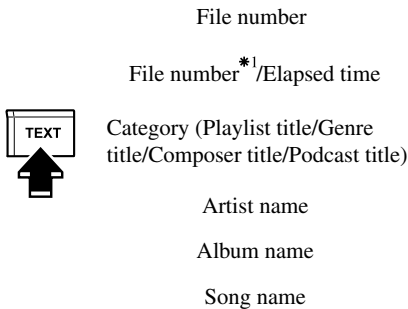 File number
File number*1/Elapsed time
TEXT
Category (Playlist title/Genre
title/Composer title/Podcast title)
Artist name
Album name
Song name